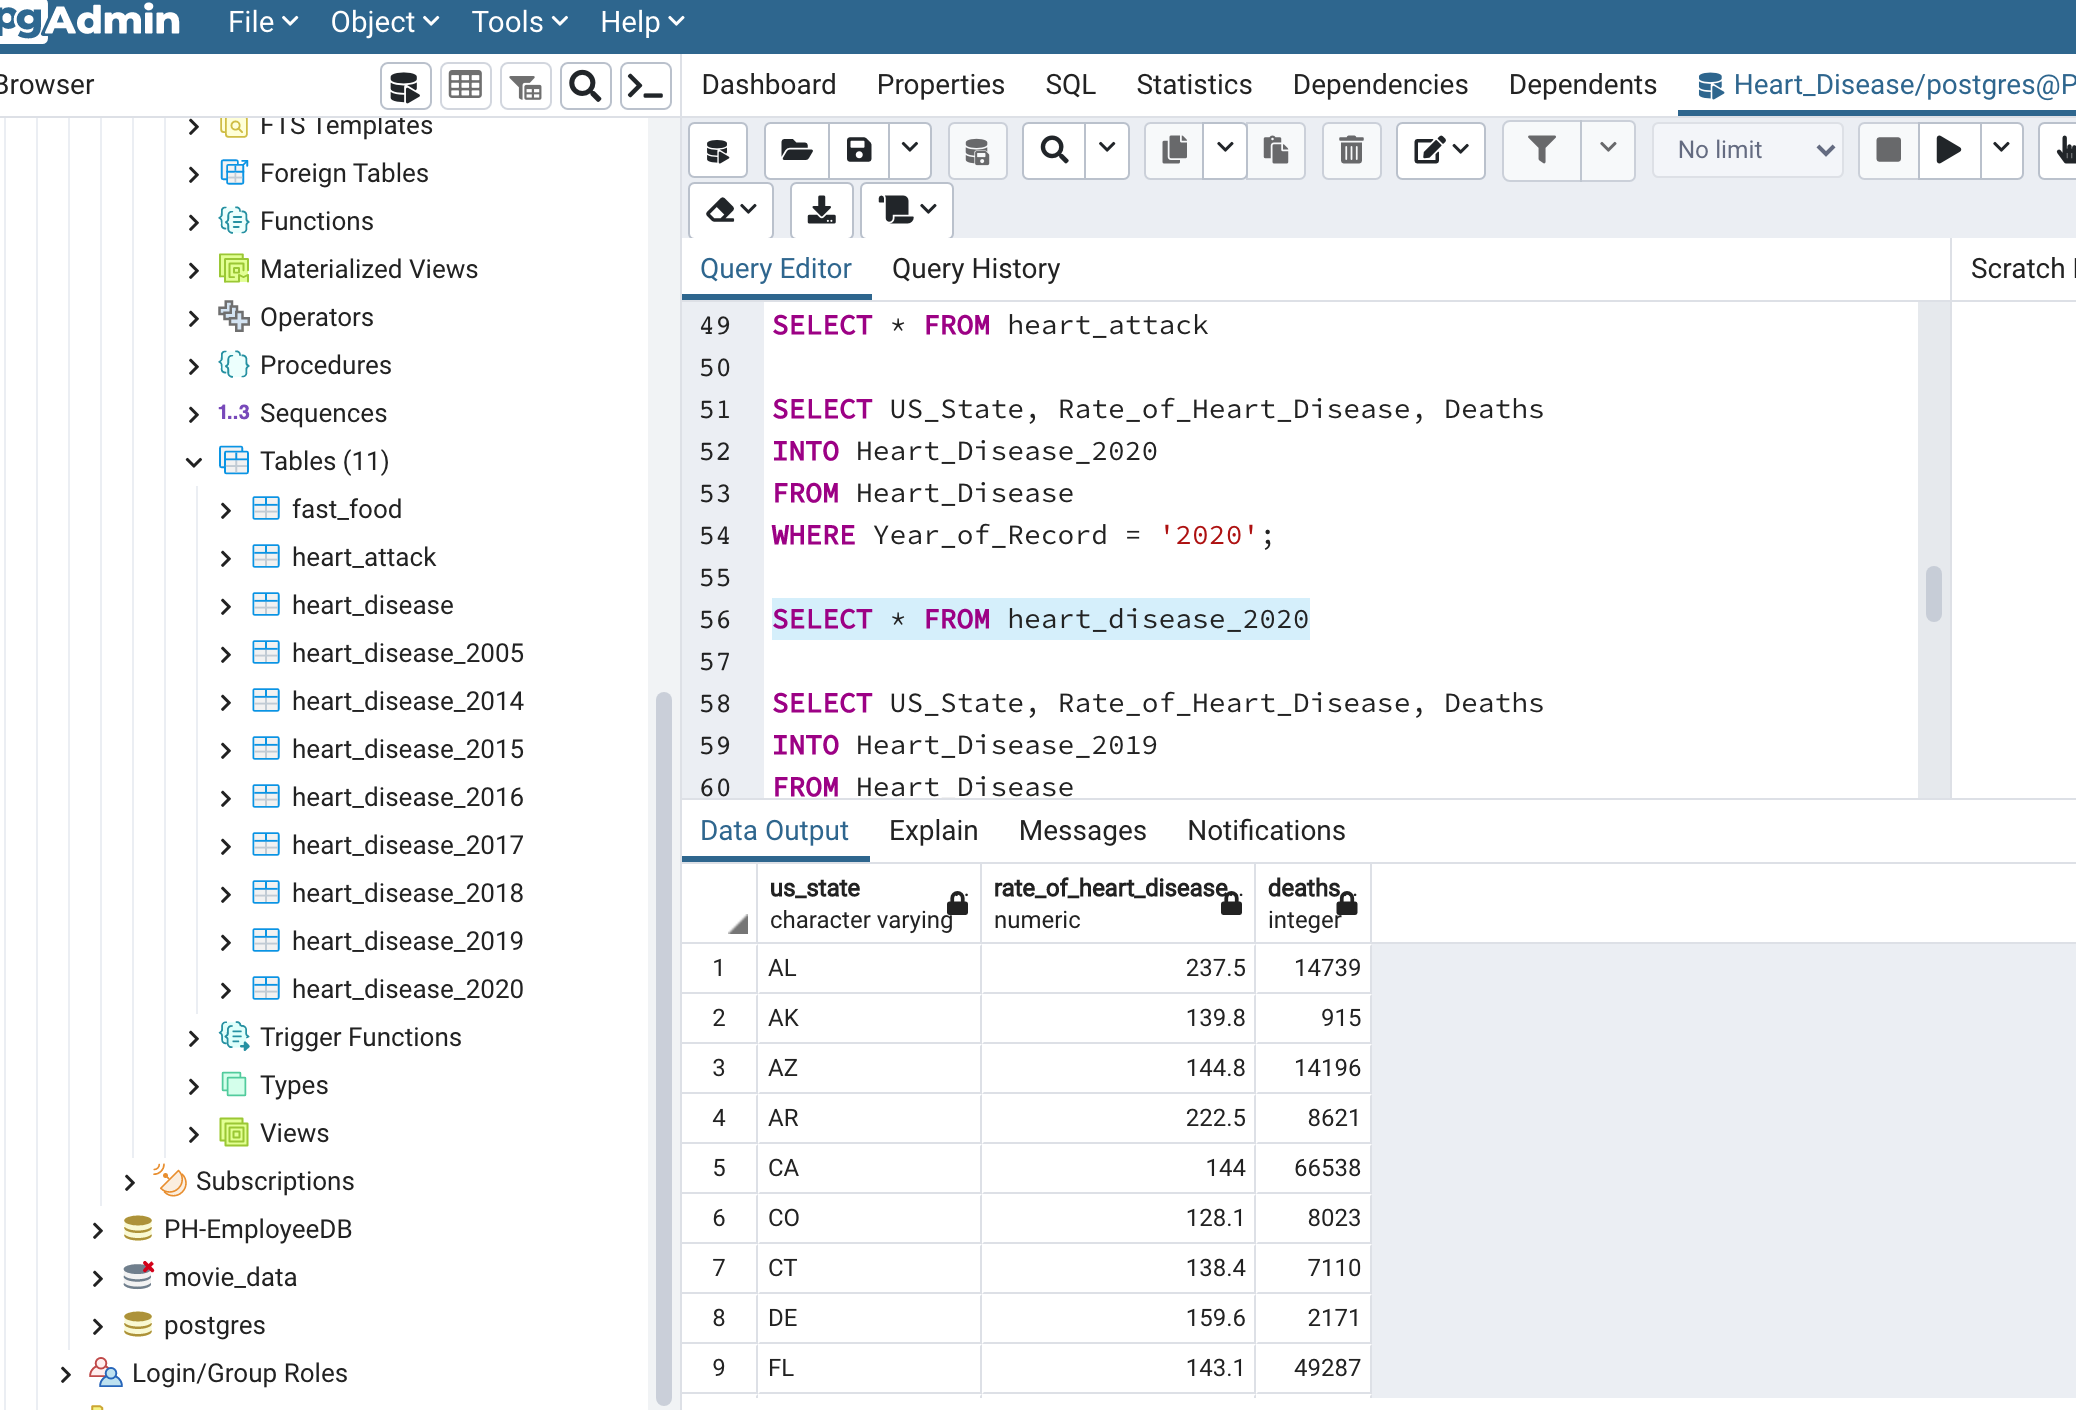 pgAdmin File Object Tools Help
Browser
Dashboard Properties SQL Statistics Dependencies Dependents Heart_Disease/postgres@P
FTS Templates
Foreign Tables
Functions
Materialized Views
Operators
Procedures
1..3 Sequences
Tables (11)
fast_food
heart_attack
heart_disease
heart_disease_2005
heart_disease_2014
heart_disease_2015
heart_disease_2016
heart_disease_2017
heart_disease_2018
heart_disease_2019
heart_disease_2020
Trigger Functions
Types
Views
Subscriptions
PH-EmployeeDB
movie_data
postgres
Login/Group Roles
No limit
Query Editor Query History
Scratch
49 SELECT * FROM heart_attack
50
51 SELECT US_State, Rate_of_Heart_Disease, Deaths
52 INTO Heart_Disease_2020
53 FROM Heart_Disease
54 WHERE Year_of_Record = '2020';
55
56 SELECT * FROM heart_disease_2020
57
58 SELECT US_State, Rate_of_Heart_Disease, Deaths
59 INTO Heart_Disease_2019
60 FROM Heart_Disease
Data Output Explain Messages Notifications
us_state rate_of_heart_disease deaths
character varying numeric integer
1 AL 237.5 14739
2 AK 139.8 915
3 AZ 144.8 14196
4 AR 222.5 8621
5 CA 144 66538
6 CO 128.1 8023
7 CT 138.4 7110
8 DE 159.6 2171
9 FL 143.1 49287